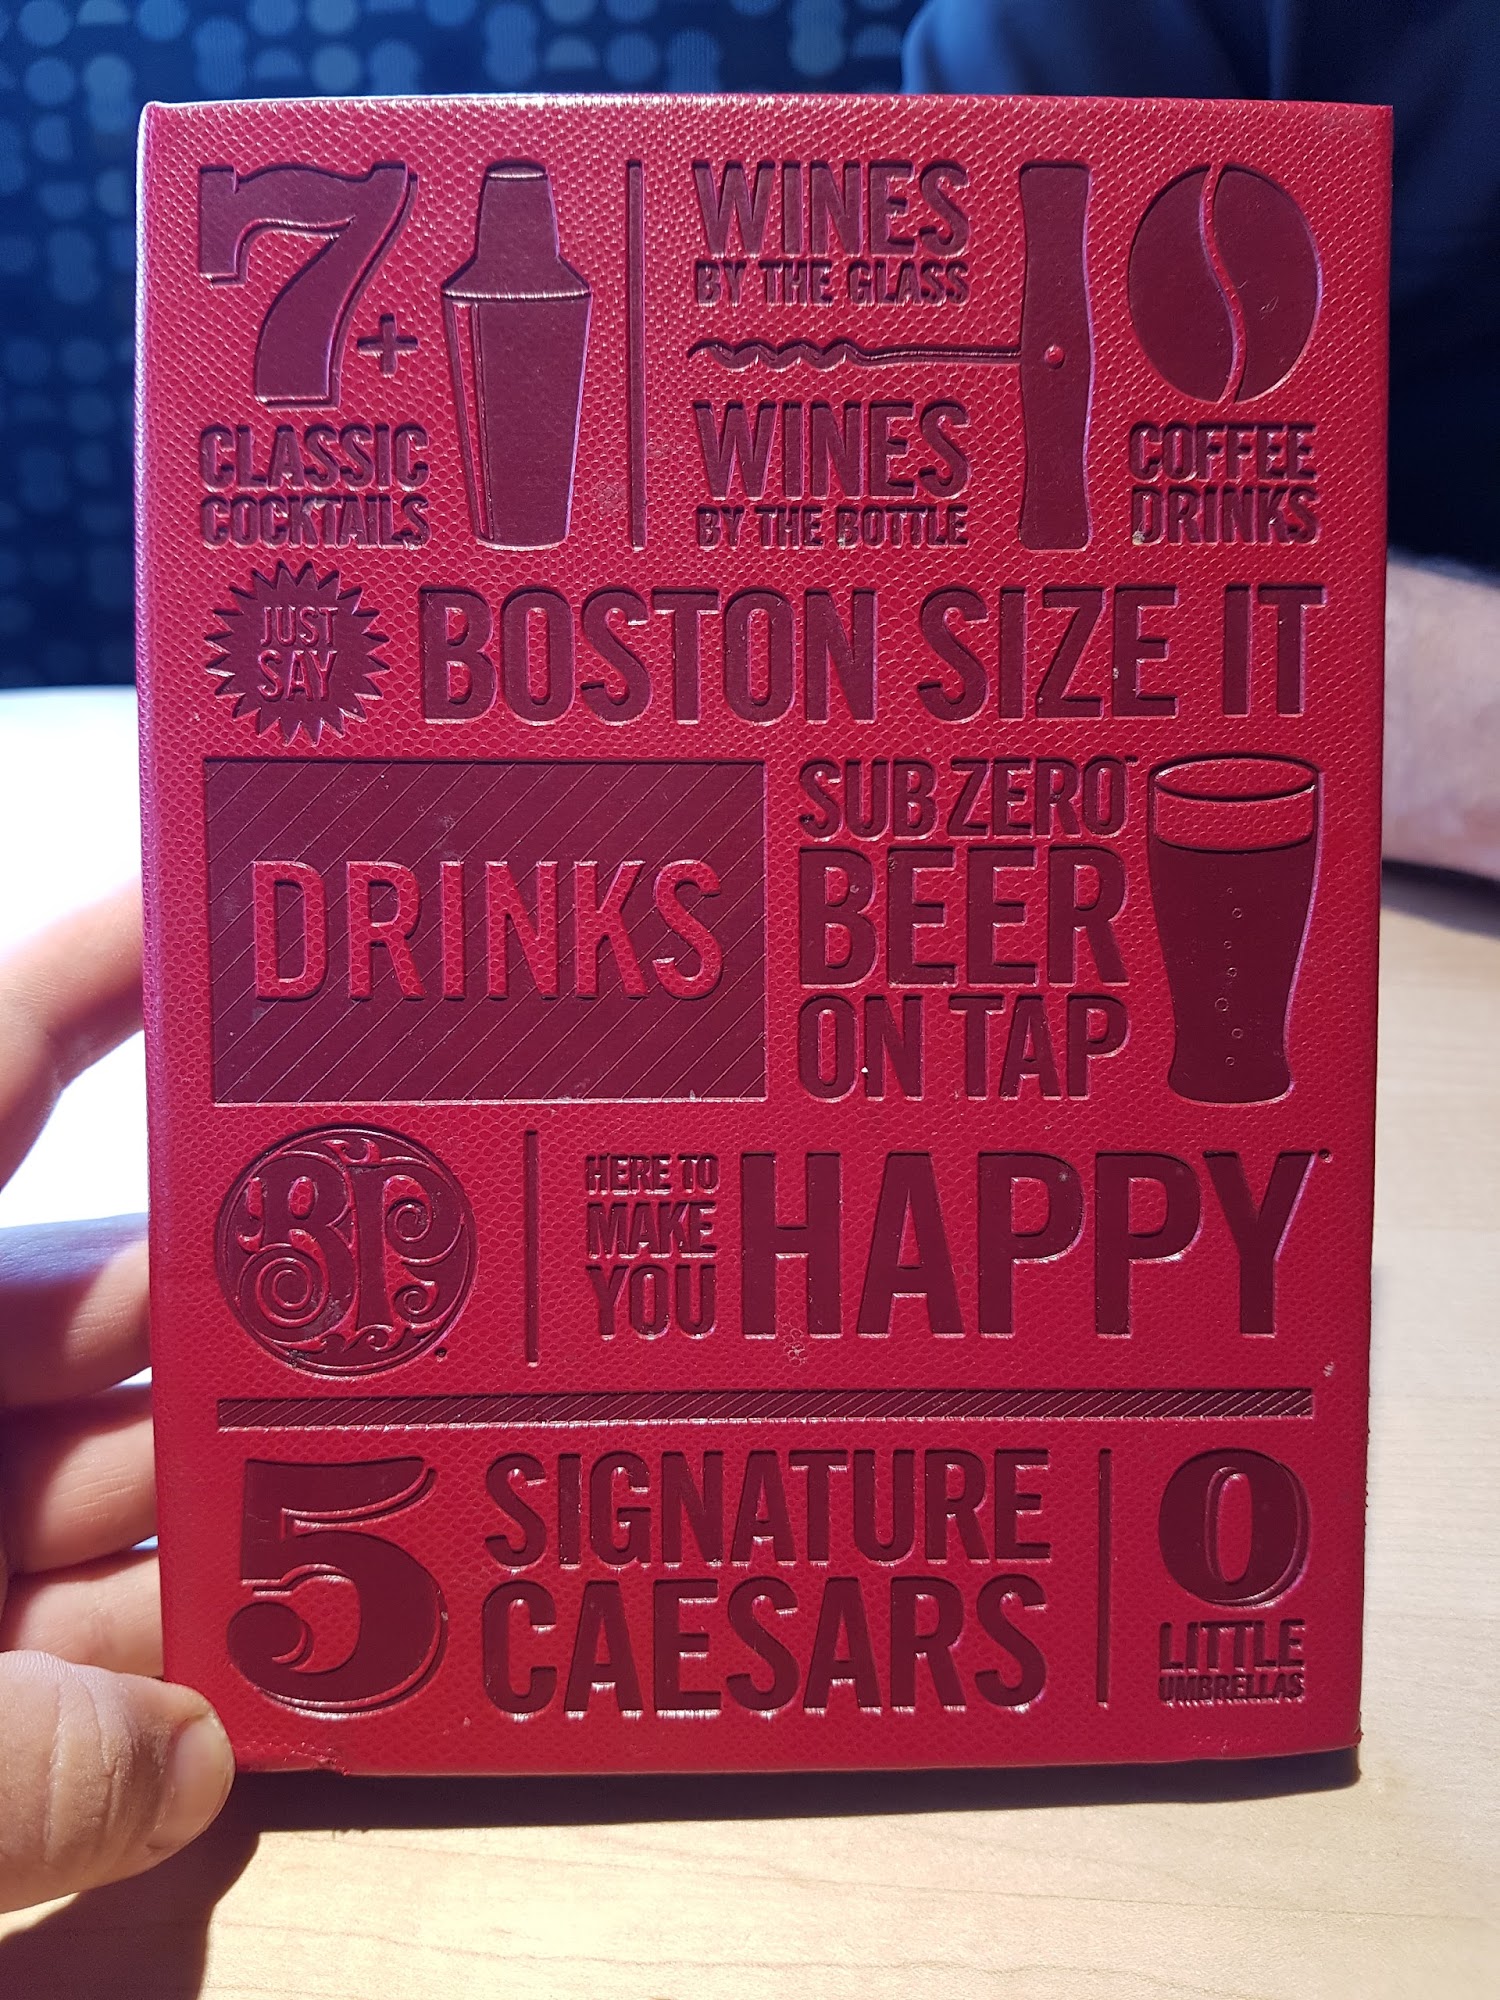 7+
CLASSIC
COCKTAILS
WINES
BY THE GLASS
WINES
BY THE BOTTLE
COFFEE
DRINKS
JUST
SAY
BOSTON SIZE IT
DRINKS
SUB ZERO™
BEER
ON TAP
BP
HERE TO
MAKE
YOU
HAPPY
5
SIGNATURE
CAESARS
0
LITTLE
UMBRELLAS